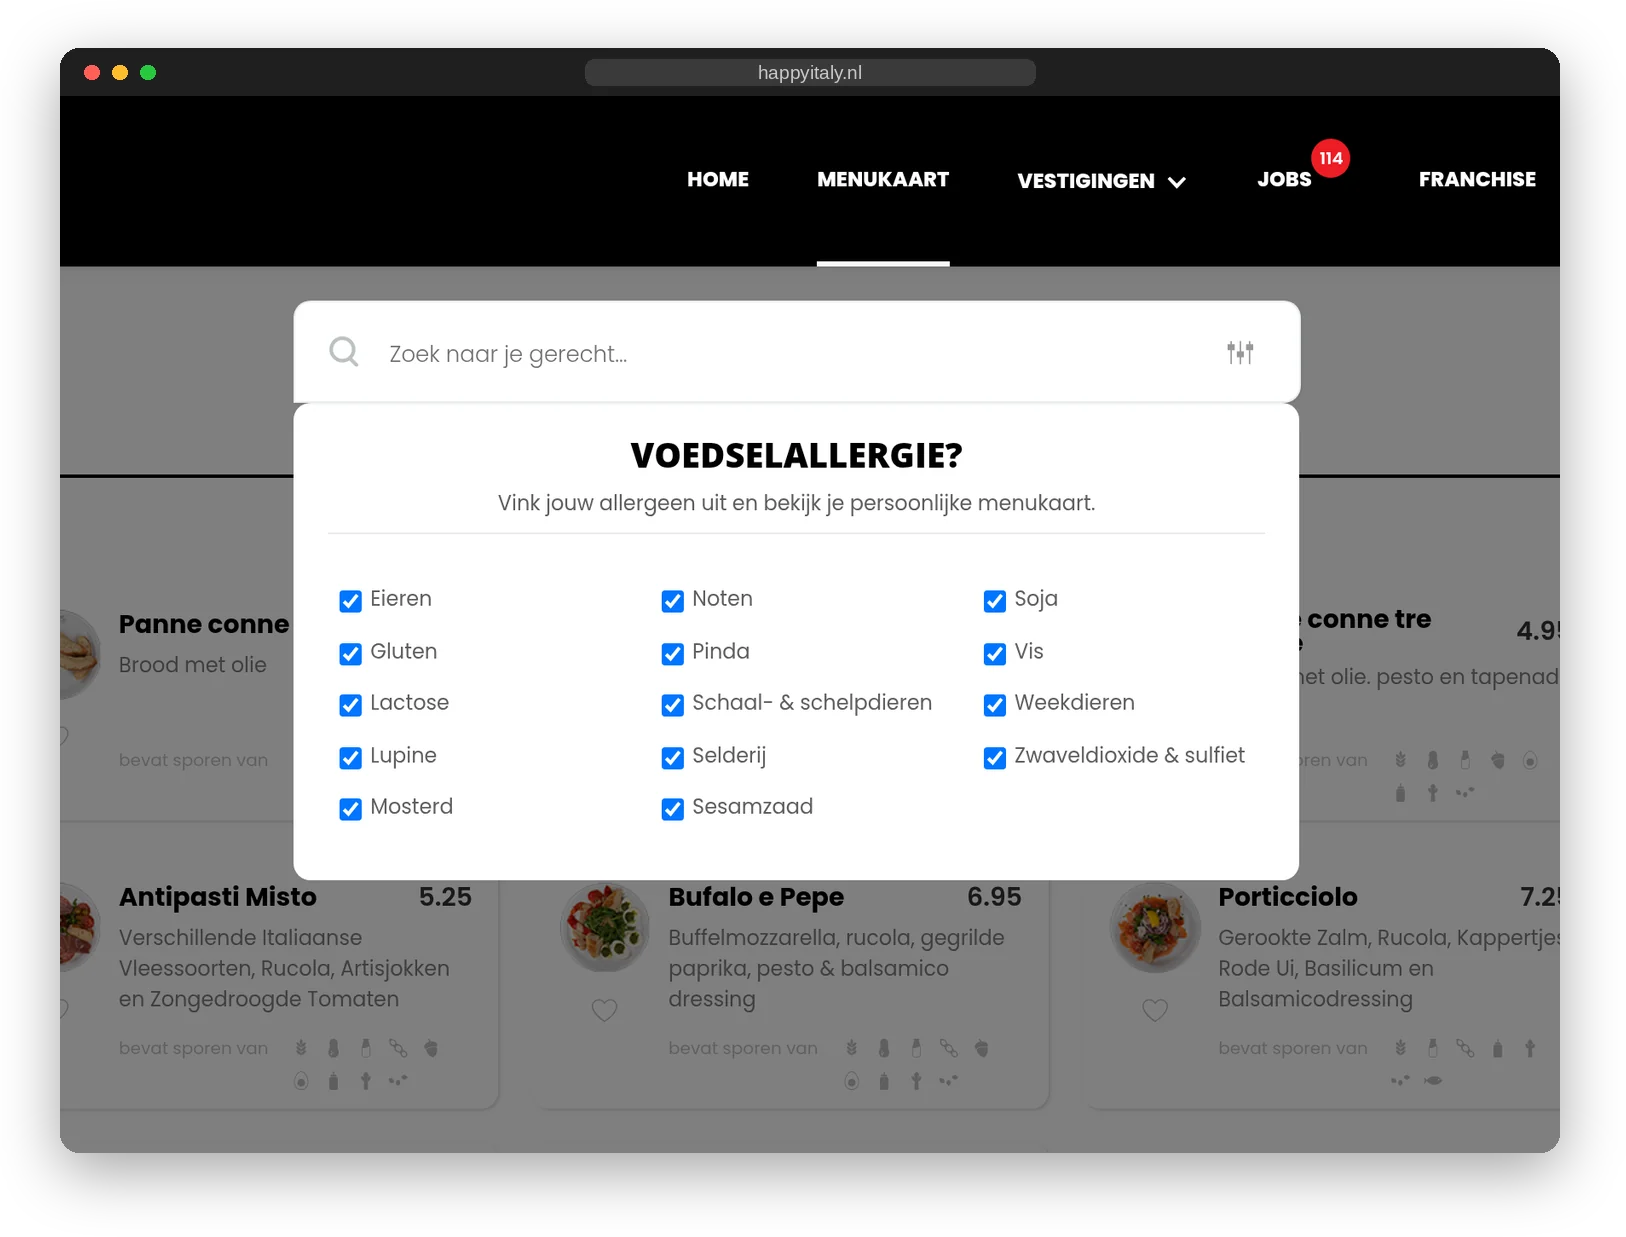 happyitaly.nl
HOME
MENUKAART
VESTIGINGEN
JOBS
114
FRANCHISE
Zoek naar je gerecht...
VOEDSELALLERGIE?
Vink jouw allergeen uit en bekijk je persoonlijke menukaart.
Eieren
Gluten
Lactose
Lupine
Mosterd
Noten
Pinda
Schaal- & schelpdieren
Selderij
Sesamzaad
Soja
Vis
Weekdieren
Zwaveldioxide & sulfiet
Panne conne
Brood met olie
bevat sporen van
conne tre
4.95
olie. pesto en tapenad
van
Antipasti Misto
5.25
Verschillende Italiaanse
Vleessoorten, Rucola, Artisjokken
en Zongedroogde Tomaten
bevat sporen van
Bufalo e Pepe
6.95
Buffelmozzarella, rucola, gegrilde
paprika, pesto & balsamico
dressing
bevat sporen van
Porticciolo
7.25
Gerookte Zalm, Rucola, Kappertjes
Rode Ui, Basilicum en
Balsamicodressing
bevat sporen van